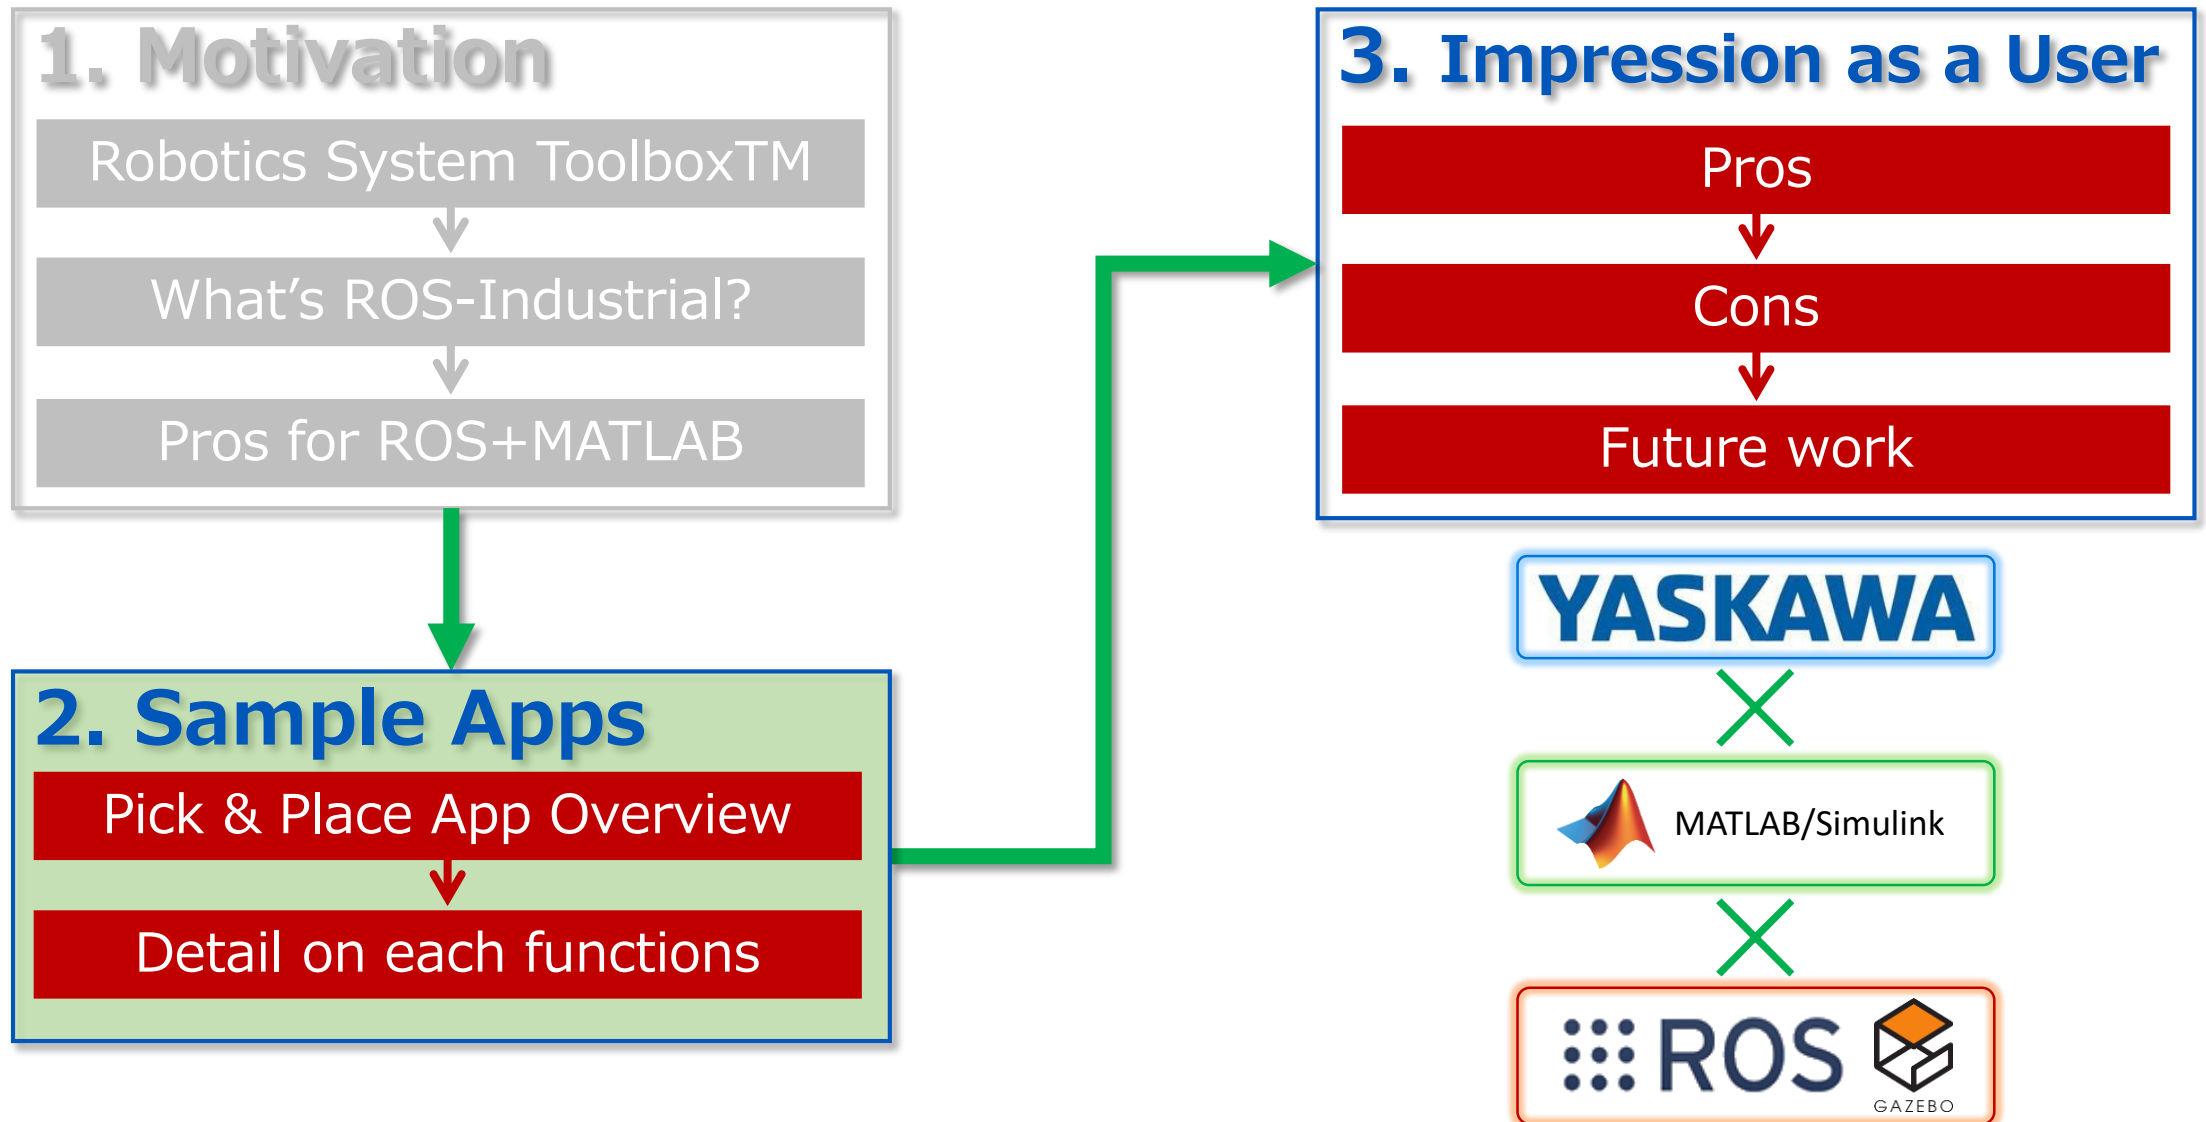 1. Motivation
Robotics System ToolboxTM
What’s ROS-Industrial?
Pros for ROS+MATLAB
2. Sample Apps
Pick & Place App Overview
Detail on each functions
3. Impression as a User
Pros
Cons
Future work
YASKAWA
MATLAB/Simulink
ROS
GAZEBO